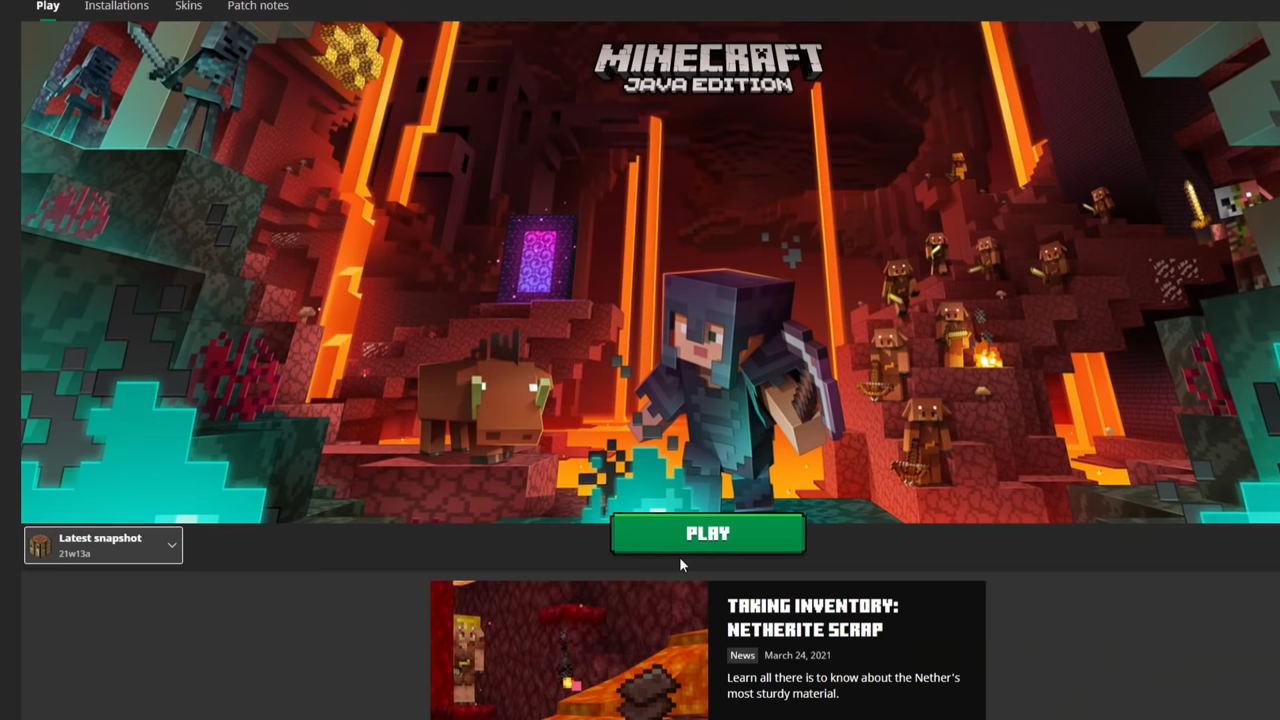 Play Installations Skins Patch notes
MINECRAFT
JAVA EDITION
Latest snapshot
21w13a
PLAY
TAKING INVENTORY:
NETHERITE SCRAP
News March 24, 2021
Learn all there is to know about the Nether's
most sturdy material.